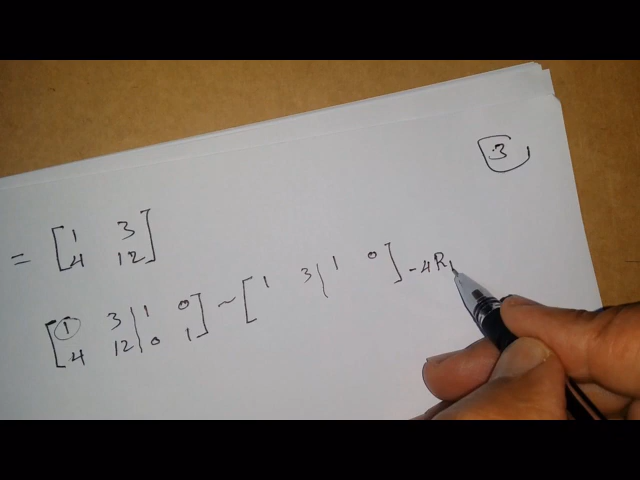 3
= [ 1 3
4 12 ]
[ 1 3 | 1 0
4 12 | 0 1 ] ~ [ 1 3 | 1 0 ] -4R1